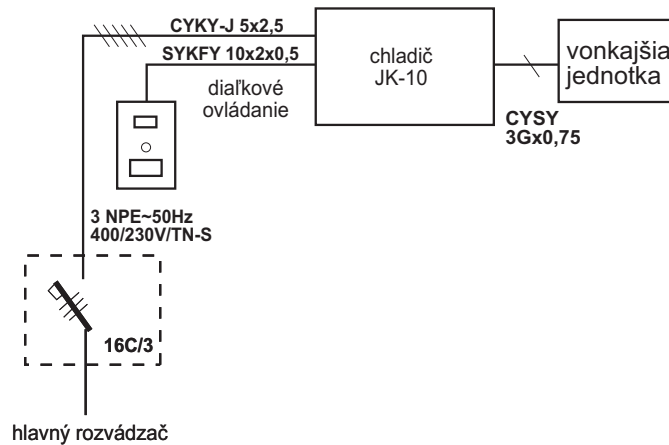 CYKY-J 5x2,5
SYKFY 10x2x0,5
diaľkové
ovládanie
chladič
JK-10
vonkajšia
jednotka
CYSY
3Gx0,75
3 NPE~50Hz
400/230V/TN-S
16C/3
hlavný rozvádzač